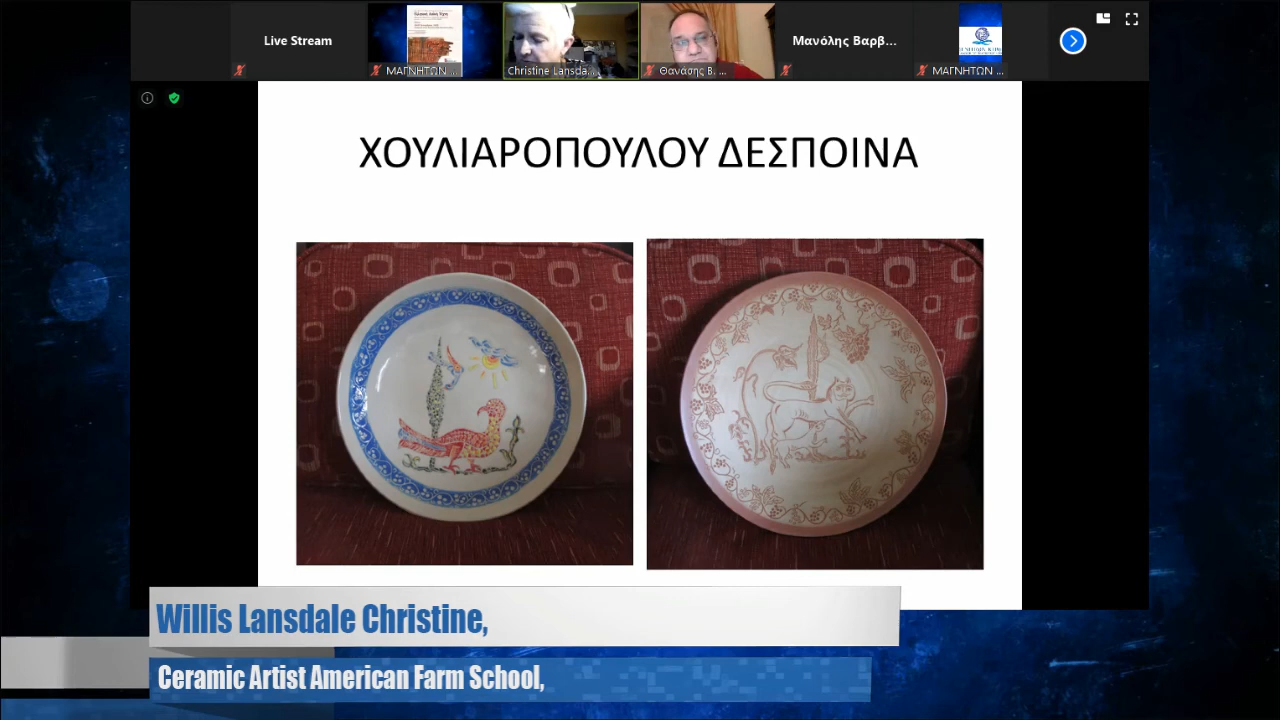 Live Stream
ΜΑΓΝΗΤΩΝ ...
Christine Lansda...
Θανάσης Β. ...
Μανόλης Βαρβ...
ΜΑΓΝΗΤΩΝ ...
ΧΟΥΛΙΑΡΟΠΟΥΛΟΥ ΔΕΣΠΟΙΝΑ
Willis Lansdale Christine,
Ceramic Artist American Farm School,